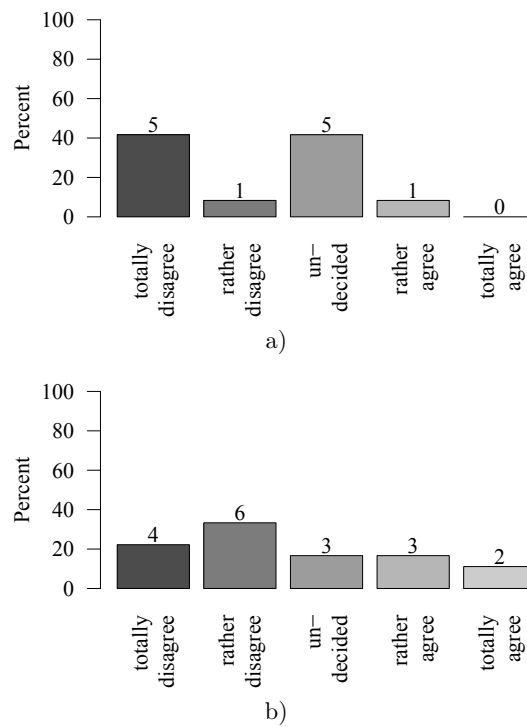 100
80
60
40
20
0
Percent
5
1
5
1
0
totally
disagree
rather
disagree
un−
decided
rather
agree
totally
agree
a)
100
80
60
40
20
0
Percent
4
6
3
3
2
totally
disagree
rather
disagree
un−
decided
rather
agree
totally
agree
b)